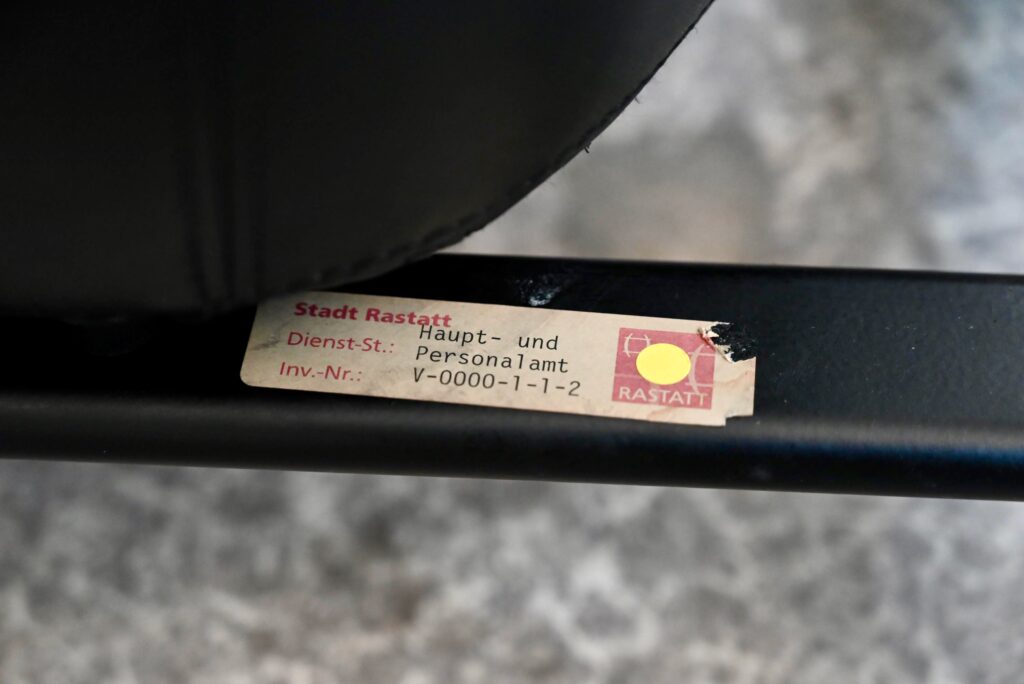 Stadt Rastatt
Dienst-St.: Haupt- und
Personalamt
Inv.-Nr.: V-0000-1-1-2
RASTATT